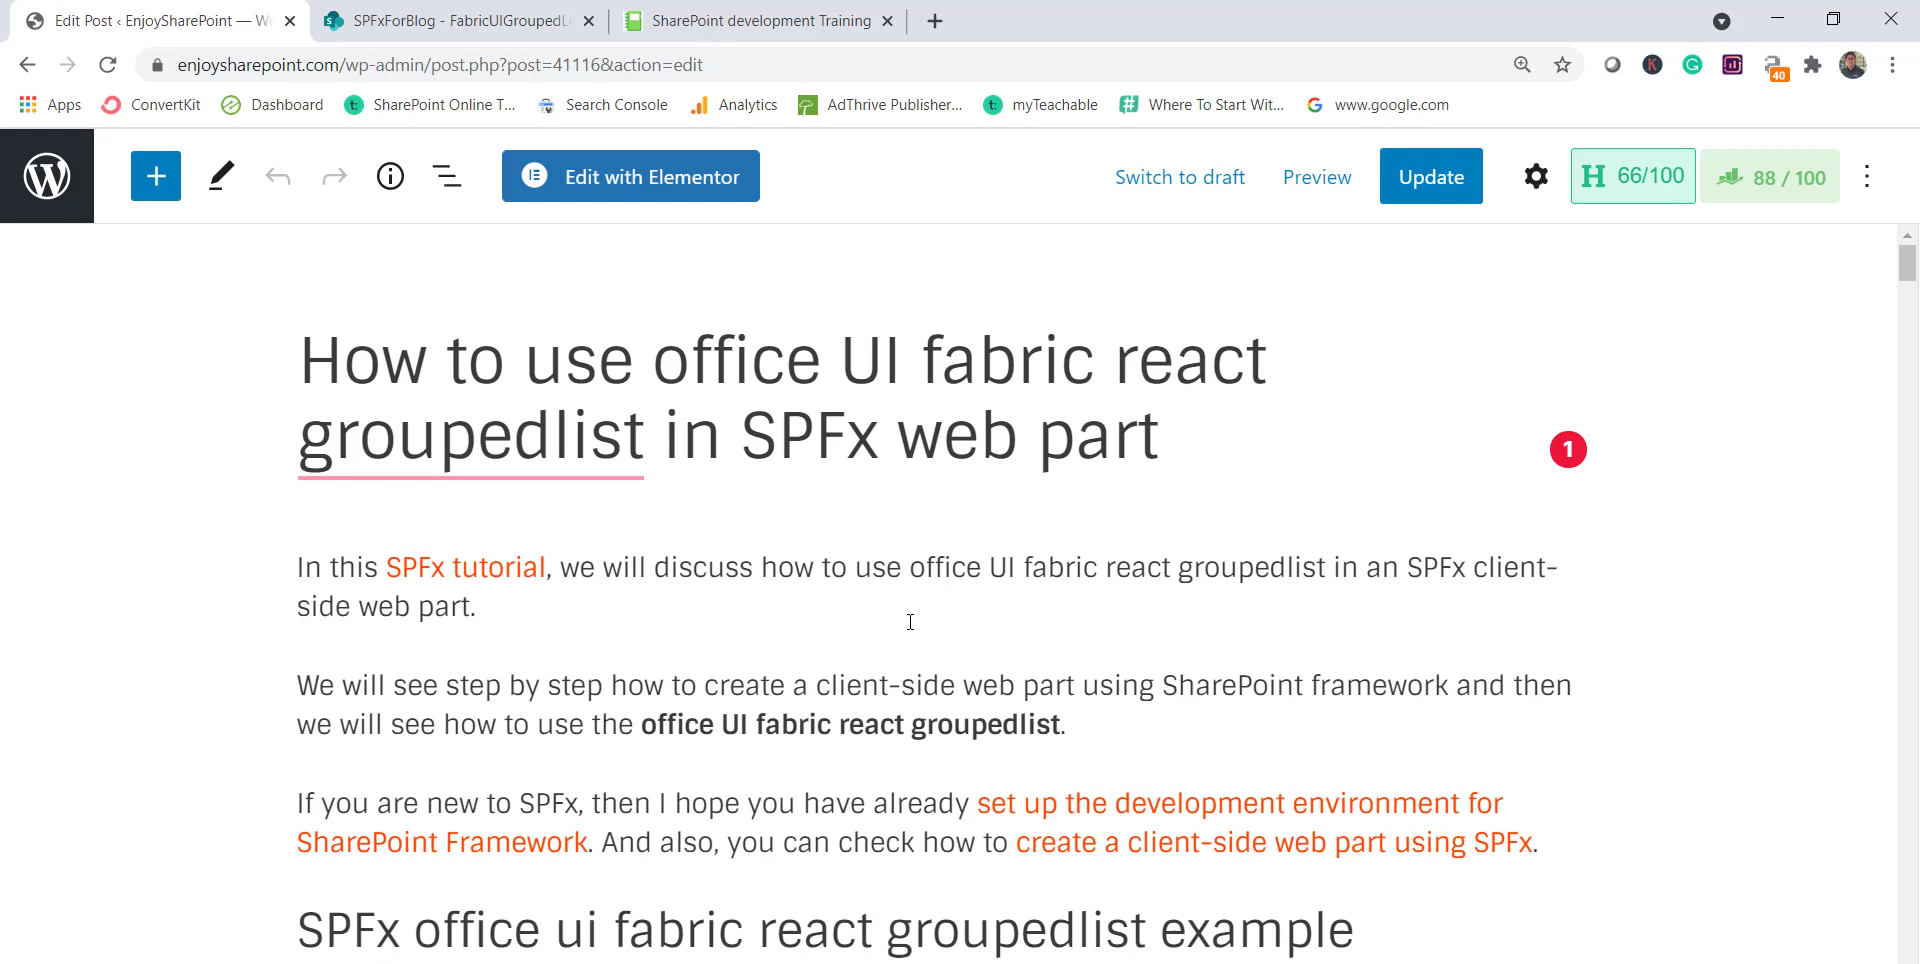 Edit Post ‹ EnjoySharePoint — Wo
SPFxForBlog - FabricUIGroupedLi
SharePoint development Training
enjoysharepoint.com/wp-admin/post.php?post=41116&action=edit
K
G
40
Apps
ConvertKit
Dashboard
SharePoint Online T...
Search Console
Analytics
AdThrive Publisher...
myTeachable
Where To Start Wit...
www.google.com
Edit with Elementor
Switch to draft
Preview
Update
H 66/100
88 / 100
How to use office UI fabric react
groupedlist in SPFx web part
1
In this SPFx tutorial, we will discuss how to use office UI fabric react groupedlist in an SPFx client-
side web part.
We will see step by step how to create a client-side web part using SharePoint framework and then
we will see how to use the office UI fabric react groupedlist.
If you are new to SPFx, then I hope you have already set up the development environment for
SharePoint Framework. And also, you can check how to create a client-side web part using SPFx.
SPFx office ui fabric react groupedlist example